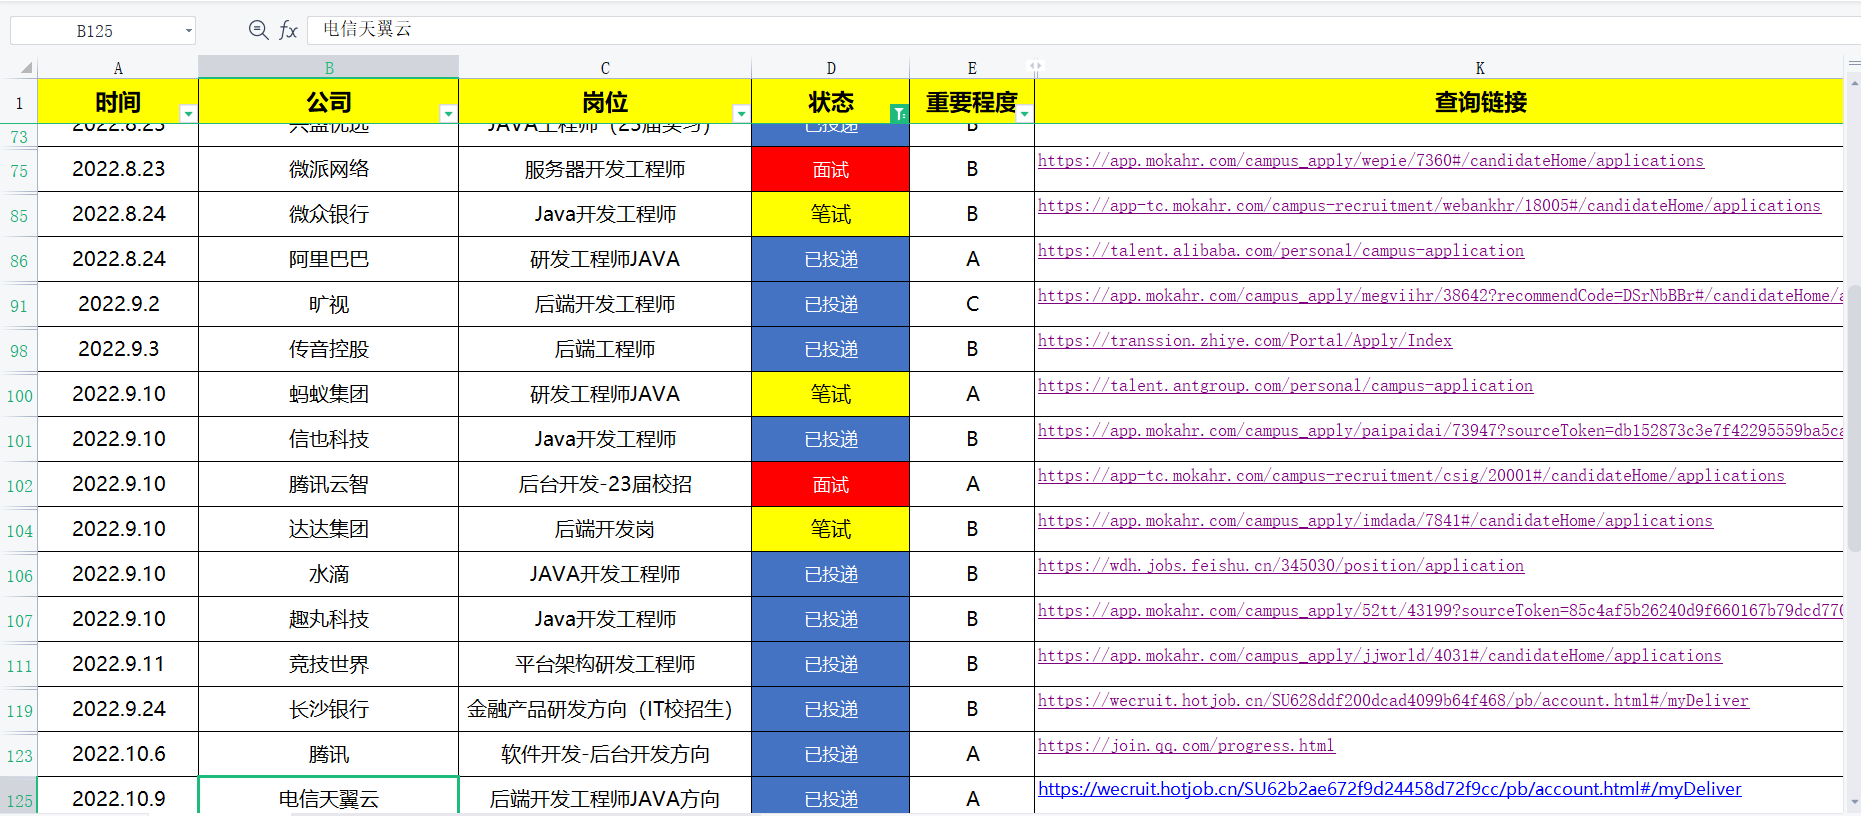 B125 fx 电信天翼云
A B C D E K
1 时间 公司 岗位 状态 重要程度 查询链接
73 2022.8.23 兴盛优选 JAVA工程师（23届实习） 已投递 B
75 2022.8.23 微派网络 服务器开发工程师 面试 B https://app.mokahr.com/campus_apply/wepie/7360#/candidateHome/applications
85 2022.8.24 微众银行 Java开发工程师 笔试 B https://app-tc.mokahr.com/campus-recruitment/webankhr/18005#/candidateHome/applications
86 2022.8.24 阿里巴巴 研发工程师JAVA 已投递 A https://talent.alibaba.com/personal/campus-application
91 2022.9.2 旷视 后端开发工程师 已投递 C https://app.mokahr.com/campus_apply/megviihr/38642?recommendCode=DSrNbBBr#/candidateHome/a
98 2022.9.3 传音控股 后端工程师 已投递 B https://transsion.zhiye.com/Portal/Apply/Index
100 2022.9.10 蚂蚁集团 研发工程师JAVA 笔试 A https://talent.antgroup.com/personal/campus-application
101 2022.9.10 信也科技 Java开发工程师 已投递 B https://app.mokahr.com/campus_apply/paipaidai/73947?sourceToken=db152873c3e7f42295559ba5ca
102 2022.9.10 腾讯云智 后台开发-23届校招 面试 A https://app-tc.mokahr.com/campus-recruitment/csig/20001#/candidateHome/applications
104 2022.9.10 达达集团 后端开发岗 笔试 B https://app.mokahr.com/campus_apply/imdada/7841#/candidateHome/applications
106 2022.9.10 水滴 JAVA开发工程师 已投递 B https://wdh.jobs.feishu.cn/345030/position/application
107 2022.9.10 趣丸科技 Java开发工程师 已投递 B https://app.mokahr.com/campus_apply/52tt/43199?sourceToken=85c4af5b26240d9f660167b79dcd770
111 2022.9.11 竞技世界 平台架构研发工程师 已投递 B https://app.mokahr.com/campus_apply/jjworld/4031#/candidateHome/applications
119 2022.9.24 长沙银行 金融产品研发方向（IT校招生） 已投递 B https://wecruit.hotjob.cn/SU628ddf200dcad4099b64f468/pb/account.html#/myDeliver
123 2022.10.6 腾讯 软件开发-后台开发方向 已投递 A https://join.qq.com/progress.html
125 2022.10.9 电信天翼云 后端开发工程师JAVA方向 已投递 A https://wecruit.hotjob.cn/SU62b2ae672f9d24458d72f9cc/pb/account.html#/myDeliver